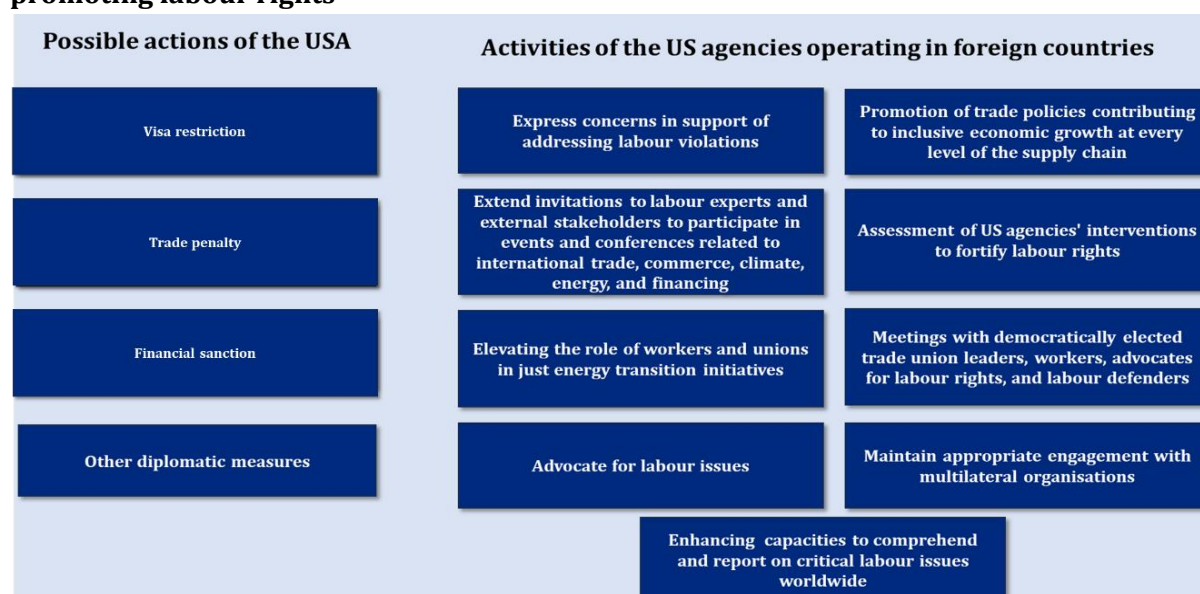 promoting labour rights
Possible actions of the USA
Visa restriction
Trade penalty
Financial sanction
Other diplomatic measures
Activities of the US agencies operating in foreign countries
Express concerns in support of
addressing labour violations
Promotion of trade policies contributing
to inclusive economic growth at every
level of the supply chain
Extend invitations to labour experts and
external stakeholders to participate in
events and conferences related to
international trade, commerce, climate,
energy, and financing
Assessment of US agencies' interventions
to fortify labour rights
Elevating the role of workers and unions
in just energy transition initiatives
Meetings with democratically elected
trade union leaders, workers, advocates
for labour rights, and labour defenders
Advocate for labour issues
Maintain appropriate engagement with
multilateral organisations
Enhancing capacities to comprehend
and report on critical labour issues
worldwide